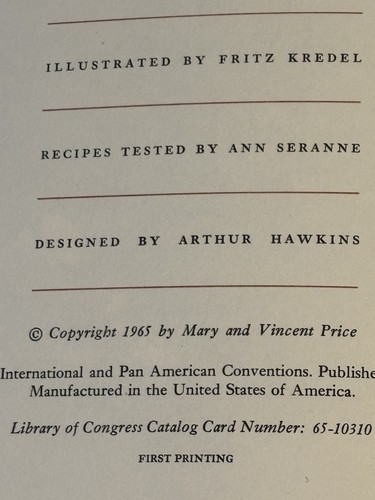 ILLUSTRATED BY FRITZ KREDEL
RECIPES TESTED BY ANN SERANNE
DESIGNED BY ARTHUR HAWKINS
© Copyright 1965 by Mary and Vincent Price
International and Pan American Conventions. Publishe
Manufactured in the United States of America.
Library of Congress Catalog Card Number: 65-10310
FIRST PRINTING